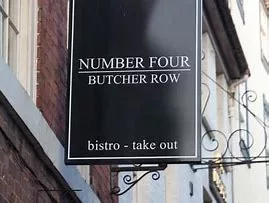 NUMBER FOUR
BUTCHER ROW
bistro - take out